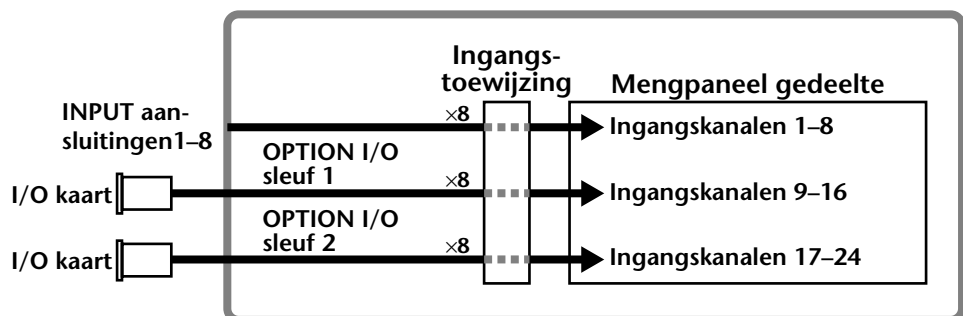 Ingangs-
toewijzing
Mengpaneel gedeelte
INPUT aan-
sluitingen1–8
×8
Ingangskanalen 1–8
OPTION I/O
sleuf 1
I/O kaart
×8
Ingangskanalen 9–16
OPTION I/O
sleuf 2
I/O kaart
×8
Ingangskanalen 17–24